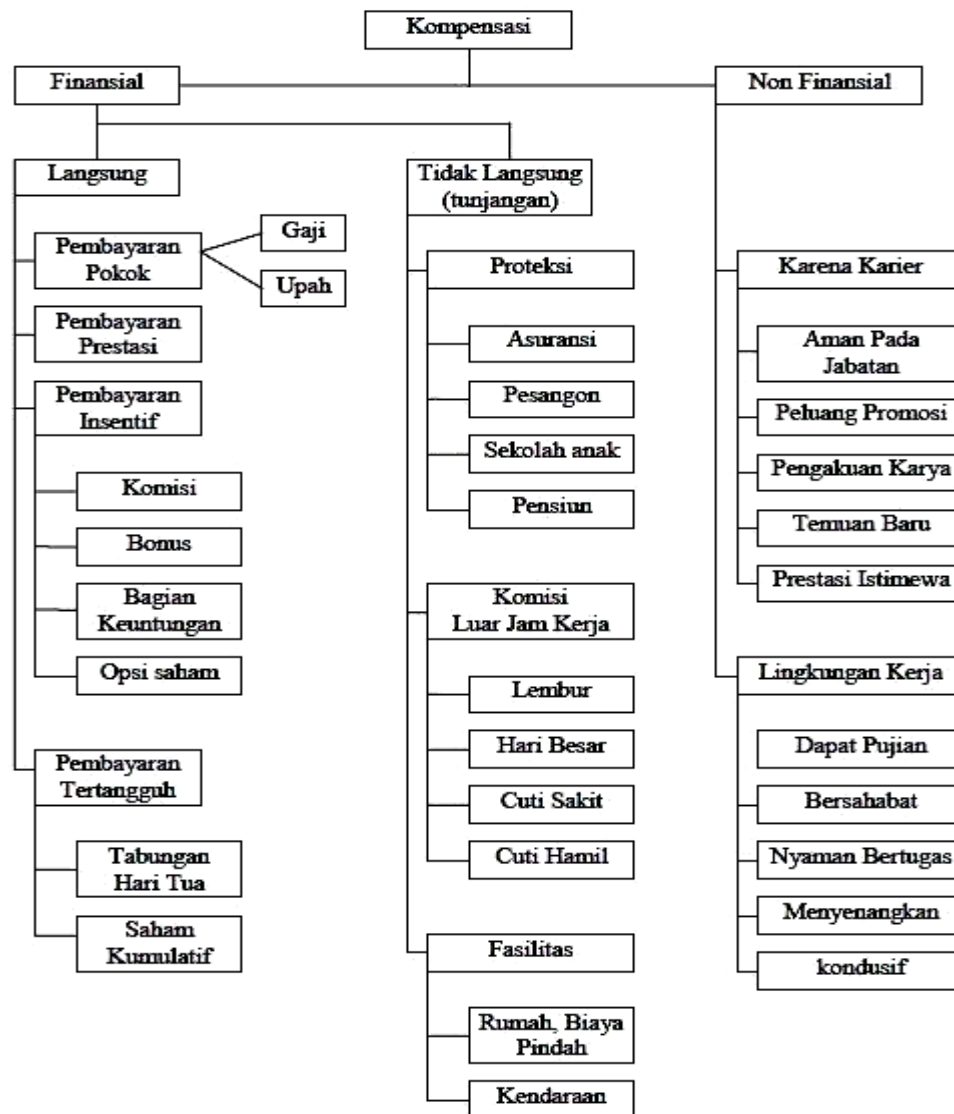 Kompensasi
Finansial
Non Finansial
Langsung
Tidak Langsung
(tunjangan)
Pembayaran
Pokok
Gaji
Upah
Pembayaran
Prestasi
Pembayaran
Insentif
Komisi
Bonus
Bagian
Keuntungan
Opsi saham
Pembayaran
Tertangguh
Tabungan
Hari Tua
Saham
Kumulatif
Proteksi
Asuransi
Pesangon
Sekolah anak
Pensiun
Komisi
Luar Jam Kerja
Lembur
Hari Besar
Cuti Sakit
Cuti Hamil
Fasilitas
Rumah, Biaya
Pindah
Kendaraan
Karena Karier
Aman Pada
Jabatan
Peluang Promosi
Pengakuan Karya
Temuan Baru
Prestasi Istimewa
Lingkungan Kerja
Dapat Pujian
Bersahabat
Nyaman Bertugas
Menyenangkan
kondusif